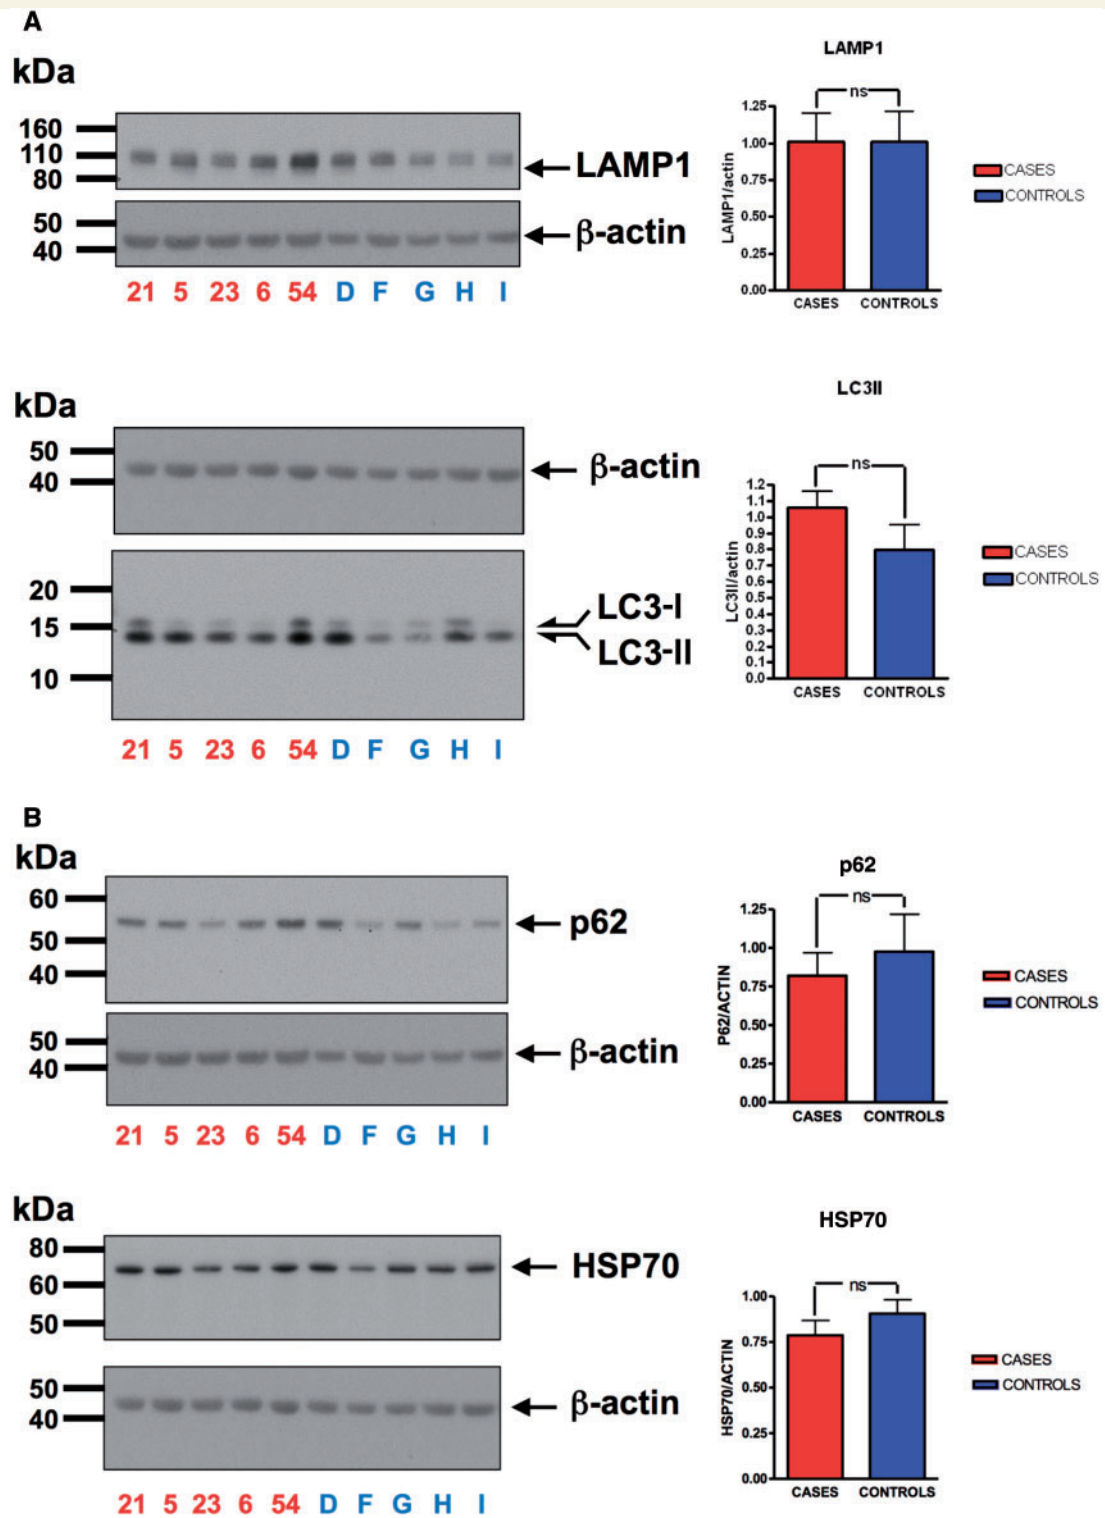 A
kDa
160
110
80
LAMP1
50
40
β-actin
21 5 23 6 54 D F G H I
LAMP1
ns
LAMP1/actin
1.25
1.00
0.75
0.50
0.25
0.00
CASES CONTROLS
CASES
CONTROLS
kDa
50
40
β-actin
20
15
10
LC3-I
LC3-II
21 5 23 6 54 D F G H I
LC3II
ns
LC3II/actin
1.2
1.1
1.0
0.9
0.8
0.7
0.6
0.5
0.4
0.3
0.2
0.1
0.0
CASES CONTROLS
CASES
CONTROLS
B
kDa
60
50
40
p62
50
40
β-actin
21 5 23 6 54 D F G H I
p62
ns
P62/ACTIN
1.25
1.00
0.75
0.50
0.25
0.00
CASES CONTROLS
CASES
CONTROLS
kDa
80
60
50
HSP70
50
40
β-actin
21 5 23 6 54 D F G H I
HSP70
ns
HSP70/ACTIN
1.00
0.75
0.50
0.25
0.00
CASES CONTROLS
CASES
CONTROLS